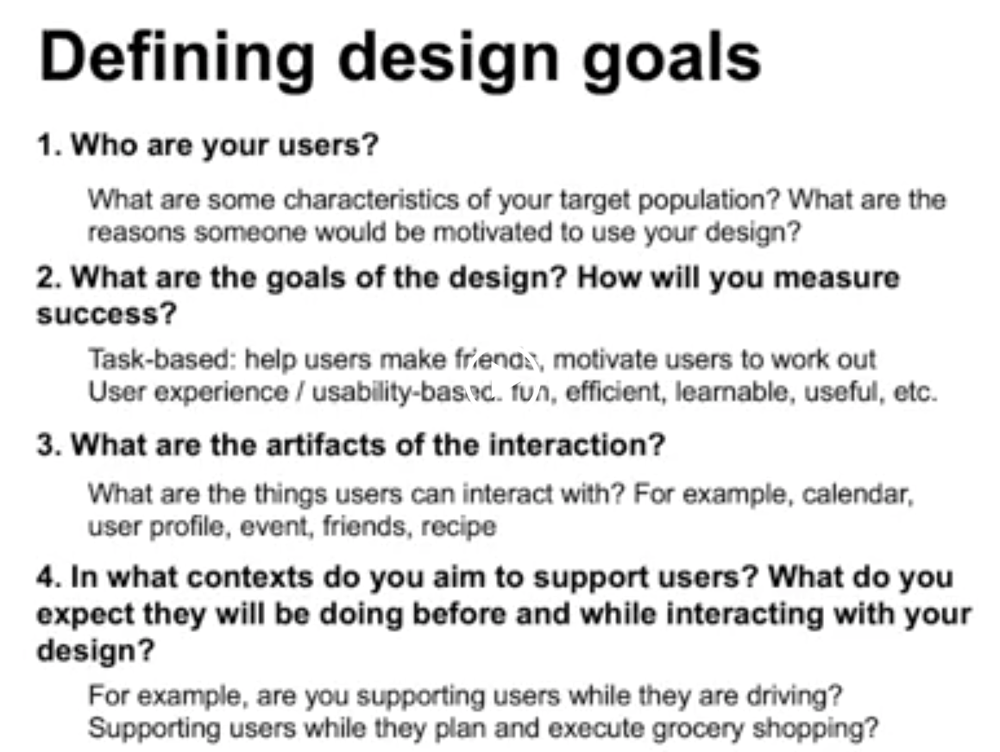 Defining design goals
1. Who are your users?
What are some characteristics of your target population? What are the
reasons someone would be motivated to use your design?
2. What are the goals of the design? How will you measure
success?
Task-based: help users make friends, motivate users to work out
User experience / usability-based: fun, efficient, learnable, useful, etc.
3. What are the artifacts of the interaction?
What are the things users can interact with? For example, calendar,
user profile, event, friends, recipe
4. In what contexts do you aim to support users? What do you
expect they will be doing before and while interacting with your
design?
For example, are you supporting users while they are driving?
Supporting users while they plan and execute grocery shopping?